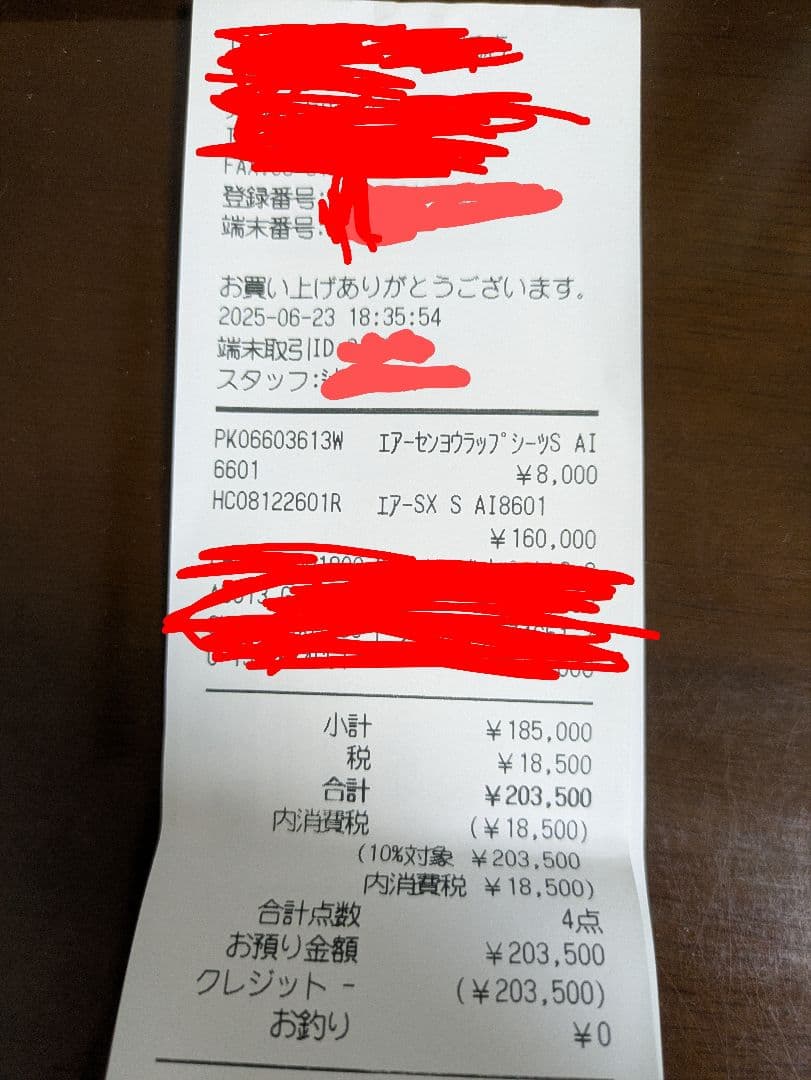 登録番号:
端末番号:
お買い上げありがとうございます。
2025-06-23 18:35:54
端末取引ID
スタッフ:
PK06603613W エアーセンヨウラップシーツS AI
6601 ¥8,000
HC08122601R エアーSX S AI8601
¥160,000
小計 ¥185,000
税 ¥18,500
合計 ¥203,500
内消費税 (¥18,500)
(10%対象 ¥203,500
内消費税 ¥18,500)
合計点数 4点
お預り金額 ¥203,500
クレジット - (¥203,500)
お釣り ¥0